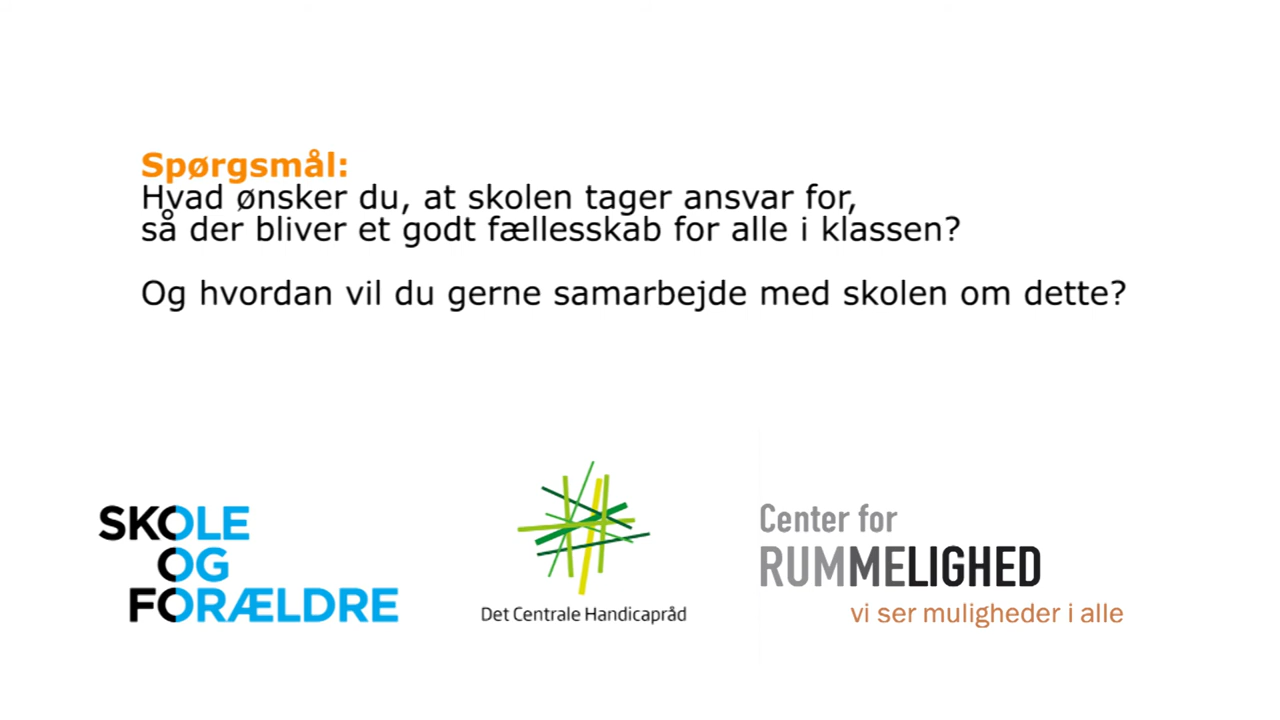 Spørgsmål:
Hvad ønsker du, at skolen tager ansvar for,
så der bliver et godt fællesskab for alle i klassen?
Og hvordan vil du gerne samarbejde med skolen om dette?
SKOLE
OG
FORÆLDRE
Det Centrale Handicapråd
Center for
RUMMELIGHED
vi ser muligheder i alle